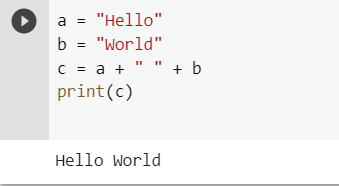 a = "Hello"
b = "World"
c = a + " " + b
print(c)
Hello World